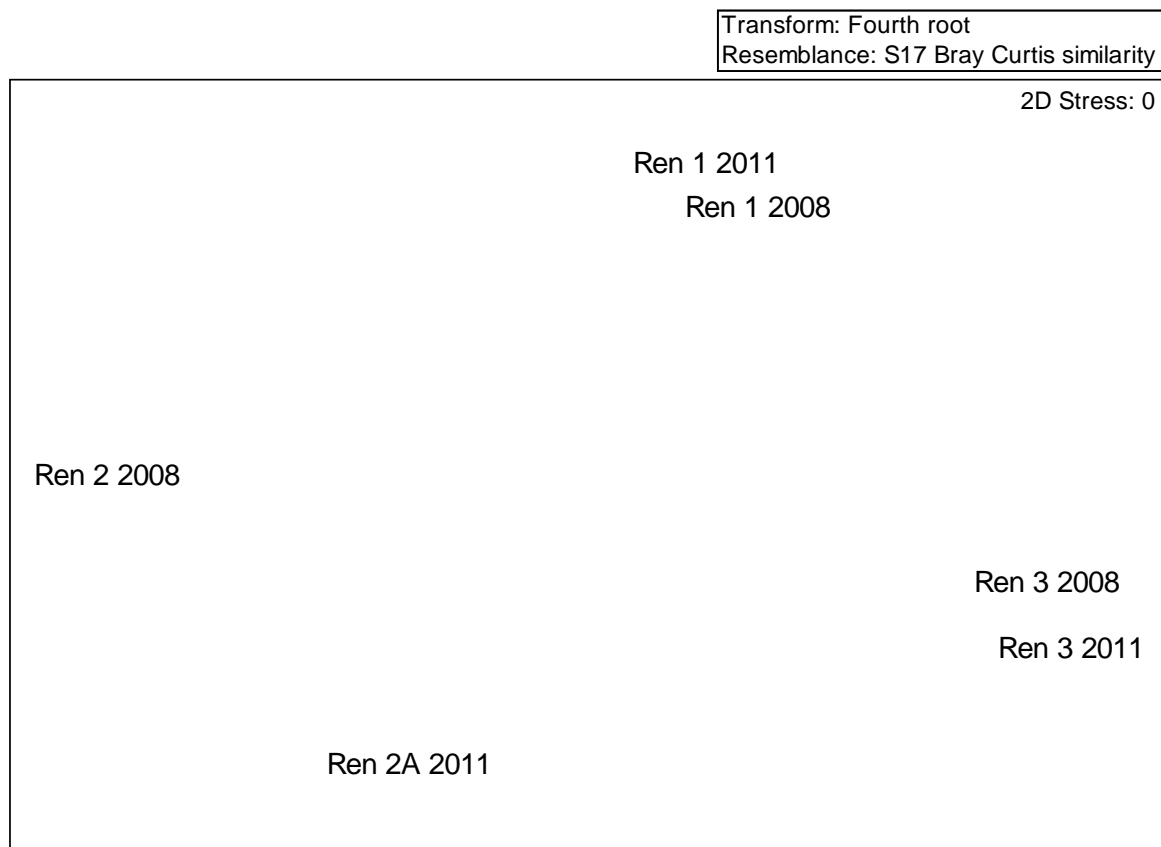 Transform: Fourth root
Resemblance: S17 Bray Curtis similarity
2D Stress: 0
Ren 1 2011
Ren 1 2008
Ren 2 2008
Ren 3 2008
Ren 3 2011
Ren 2A 2011